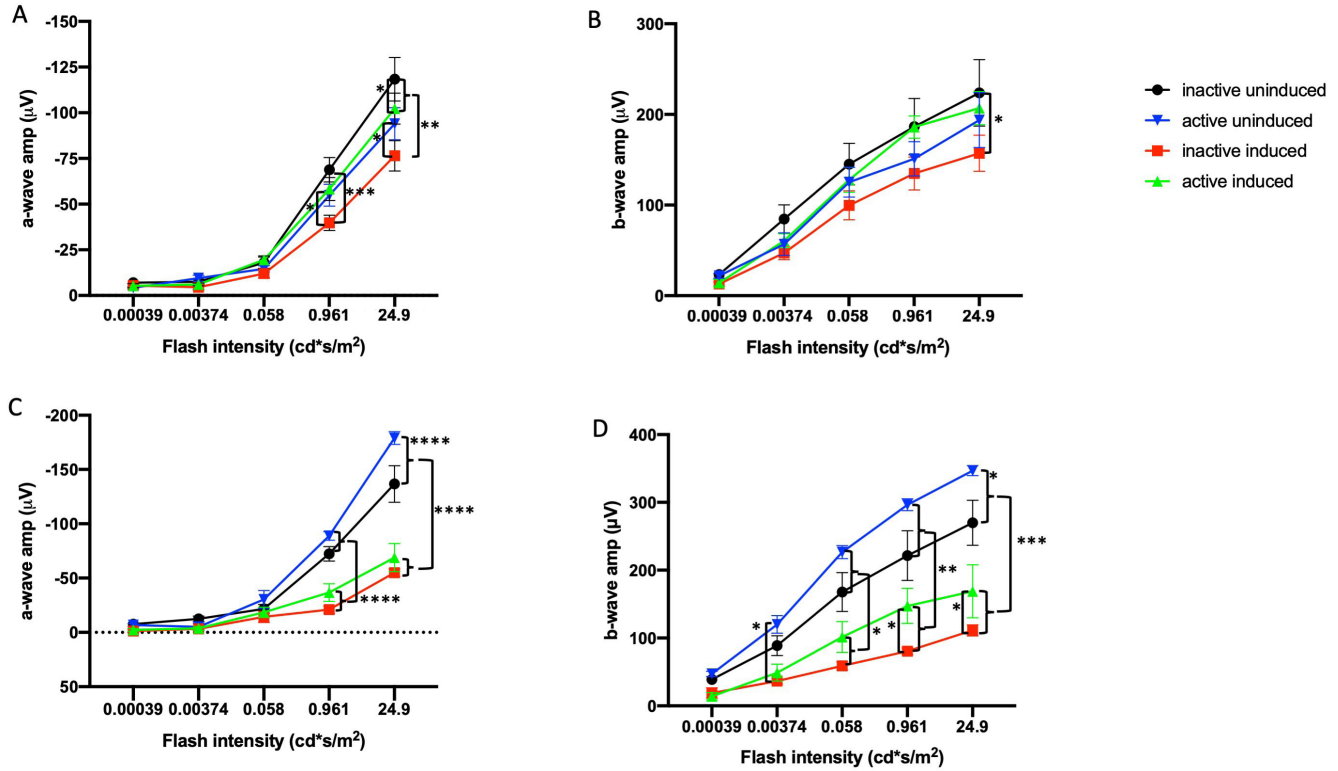 A
a-wave amp (μV)
-150
-125
-100
-75
-50
-25
0
*
**
*
*
***
0.00039 0.00374 0.058 0.961 24.9
Flash intensity (cd*s/m2)
B
b-wave amp (μV)
300
200
100
0
*
0.00039 0.00374 0.058 0.961 24.9
Flash intensity (cd*s/m2)
inactive uninduced
active uninduced
inactive induced
active induced
C
a-wave amp (μV)
-200
-150
-100
-50
0
50
****
****
****
0.00039 0.00374 0.058 0.961 24.9
Flash intensity (cd*s/m2)
D
b-wave amp (μV)
400
300
200
100
0
*
***
**
*
*
*
*
0.00039 0.00374 0.058 0.961 24.9
Flash intensity (cd*s/m2)